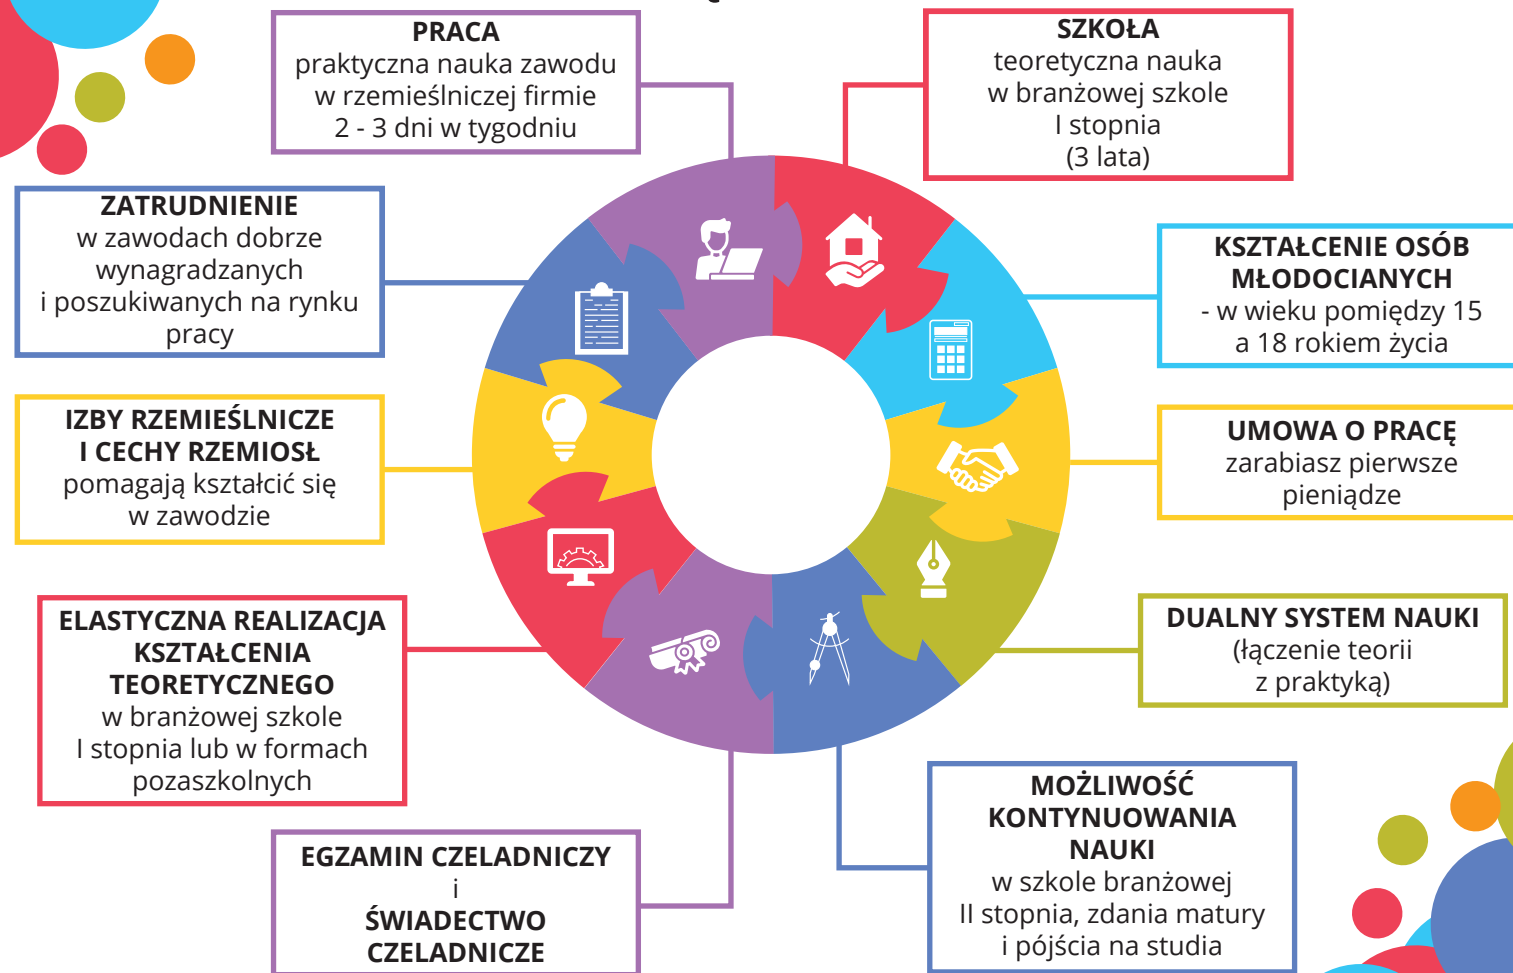 PRACA
praktyczna nauka zawodu
w rzemieślniczej firmie
2 - 3 dni w tygodniu
SZKOŁA
teoretyczna nauka
w branżowej szkole
I stopnia
(3 lata)
ZATRUDNIENIE
w zawodach dobrze
wynagradzanych
i poszukiwanych na rynku
pracy
KSZTAŁCENIE OSÓB
MŁODOCIANYCH
- w wieku pomiędzy 15
a 18 rokiem życia
IZBY RZEMIEŚLNICZE
I CECHY RZEMIOSŁ
pomagają kształcić się
w zawodzie
UMOWA O PRACĘ
zarabiasz pierwsze
pieniądze
ELASTYCZNA REALIZACJA
KSZTAŁCENIA
TEORETYCZNEGO
w branżowej szkole
I stopnia lub w formach
pozaszkolnych
DUALNY SYSTEM NAUKI
(łączenie teorii
z praktyką)
EGZAMIN CZELADNICZY
i
ŚWIADECTWO
CZELADNICZE
MOŻLIWOŚĆ
KONTYNUOWANIA
NAUKI
w szkole branżowej
II stopnia, zdania matury
i pójścia na studia